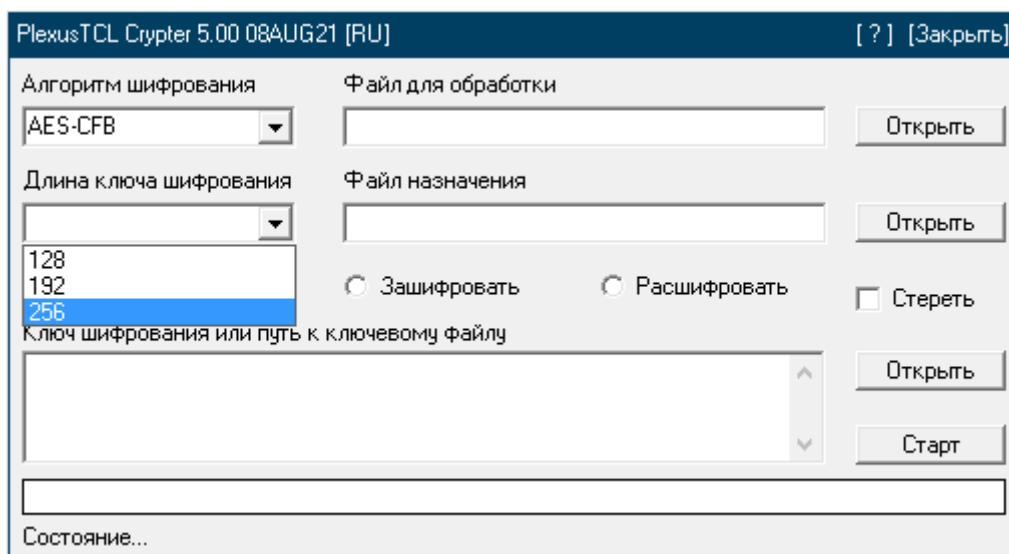 PlexusTCL Crypter 5.00 08AUG21 [RU] [ ? ] [Закрыть]
Алгоритм шифрования Файл для обработки
AES-CFB Открыть
Длина ключа шифрования Файл назначения
Открыть
128
192 Зашифровать Расшифровать Стереть
256
Ключ шифрования или путь к ключевому файлу
Открыть
Старт
Состояние...